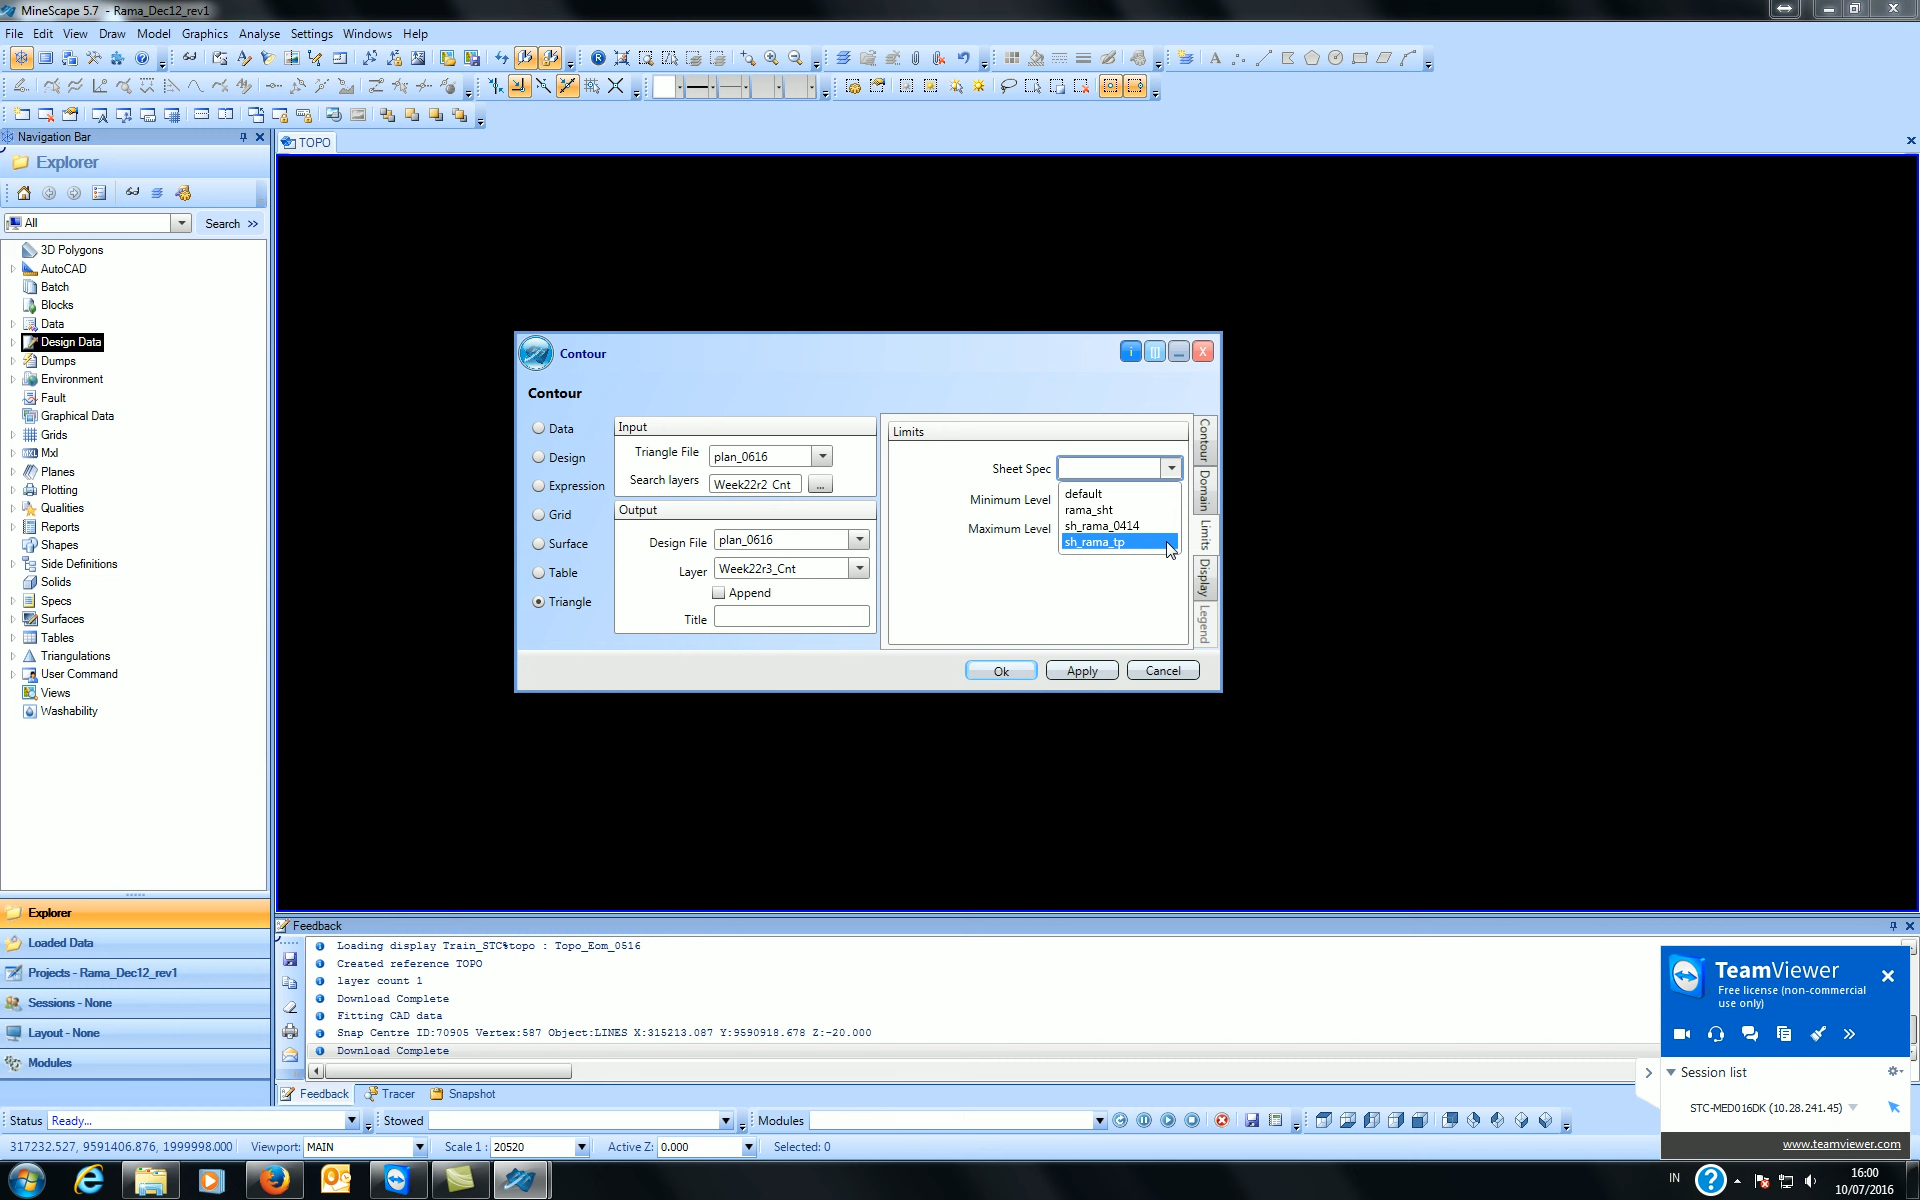 MineScape 5.7 - Rama_Dec12_rev1
File Edit View Draw Model Graphics Analyse Settings Windows Help
Navigation Bar
TOPO
Explorer
All
Search >>
3D Polygons
AutoCAD
Batch
Blocks
Data
Design Data
Dumps
Environment
Fault
Graphical Data
Grids
Mxl
Planes
Plotting
Qualities
Reports
Shapes
Side Definitions
Solids
Specs
Surfaces
Tables
Triangulations
User Command
Views
Washability
Explorer
Loaded Data
Projects - Rama_Dec12_rev1
Sessions - None
Layout - None
Modules
Contour
Contour
Data
Design
Expression
Grid
Surface
Table
Triangle
Input
Triangle File plan_0616
Search layers Week22r2_Cnt ...
Output
Design File plan_0616
Layer Week22r3_Cnt
Append
Title
Limits
Sheet Spec
Minimum Level
Maximum Level
default
rama_sht
sh_rama_0414
sh_rama_tp
Contour
Domain
Limits
Display
Legend
Ok Apply Cancel
Feedback
Loading display Train_STC%topo : Topo_Eom_0516
Created reference TOPO
layer count 1
Download Complete
Fitting CAD data
Snap Centre ID:70905 Vertex:587 Object:LINES X:315213.087 Y:9590918.678 Z:-20.000
Download Complete
Feedback Tracer Snapshot
Status Ready... Stowed Modules
317232.527, 9591406.876, 1999998.000 Viewport: MAIN Scale 1 : 20520 Active Z: 0.000 Selected: 0
TeamViewer
Free license (non-commercial
use only)
Session list
STC-MED016DK (10.28.241.45)
www.teamviewer.com
IN
16:00
10/07/2016